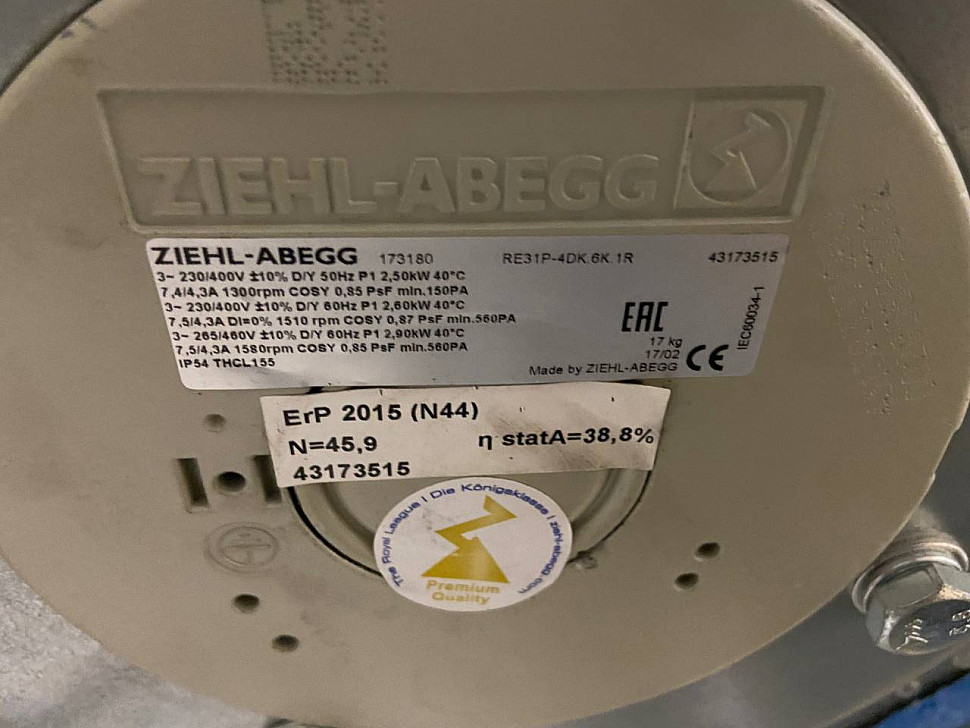 ZIEHL-ABEGG
ZIEHL-ABEGG 173180 RE31P-4DK.6K.1R 43173515
3~ 230/400V ±10% D/Y 50Hz P1 2,50kW 40°C
7,4/4,3A 1300rpm COSY 0,85 PsF min.150PA
3~ 230/400V ±10% D/Y 60Hz P1 2,60kW 40°C
7,5/4,3A DI=0% 1510 rpm COSY 0,87 PsF min.560PA
3~ 265/460V ±10% D/Y 60Hz P1 2,90kW 40°C
7,5/4,3A 1580rpm COSY 0,85 PsF min.560PA
IP54 THCL155
EAC
17 kg
17/02
Made by ZIEHL-ABEGG
CE
IEC60034-1
ErP 2015 (N44)
N=45,9 η statA=38,8%
43173515
The Royal League | Die Königsklasse | ziehl-abegg.com
Premium
Quality